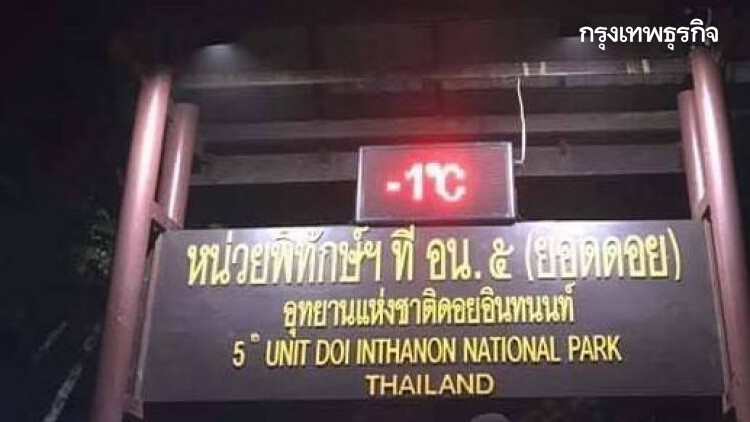 กรุงเทพธุรกิจ
-1°C
หน่วยพิทักษ์ฯ ที่ อน.๕ (ยอดดอย)
อุทยานแห่งชาติดอยอินทนนท์
5 th UNIT DOI INTHANON NATIONAL PARK
THAILAND